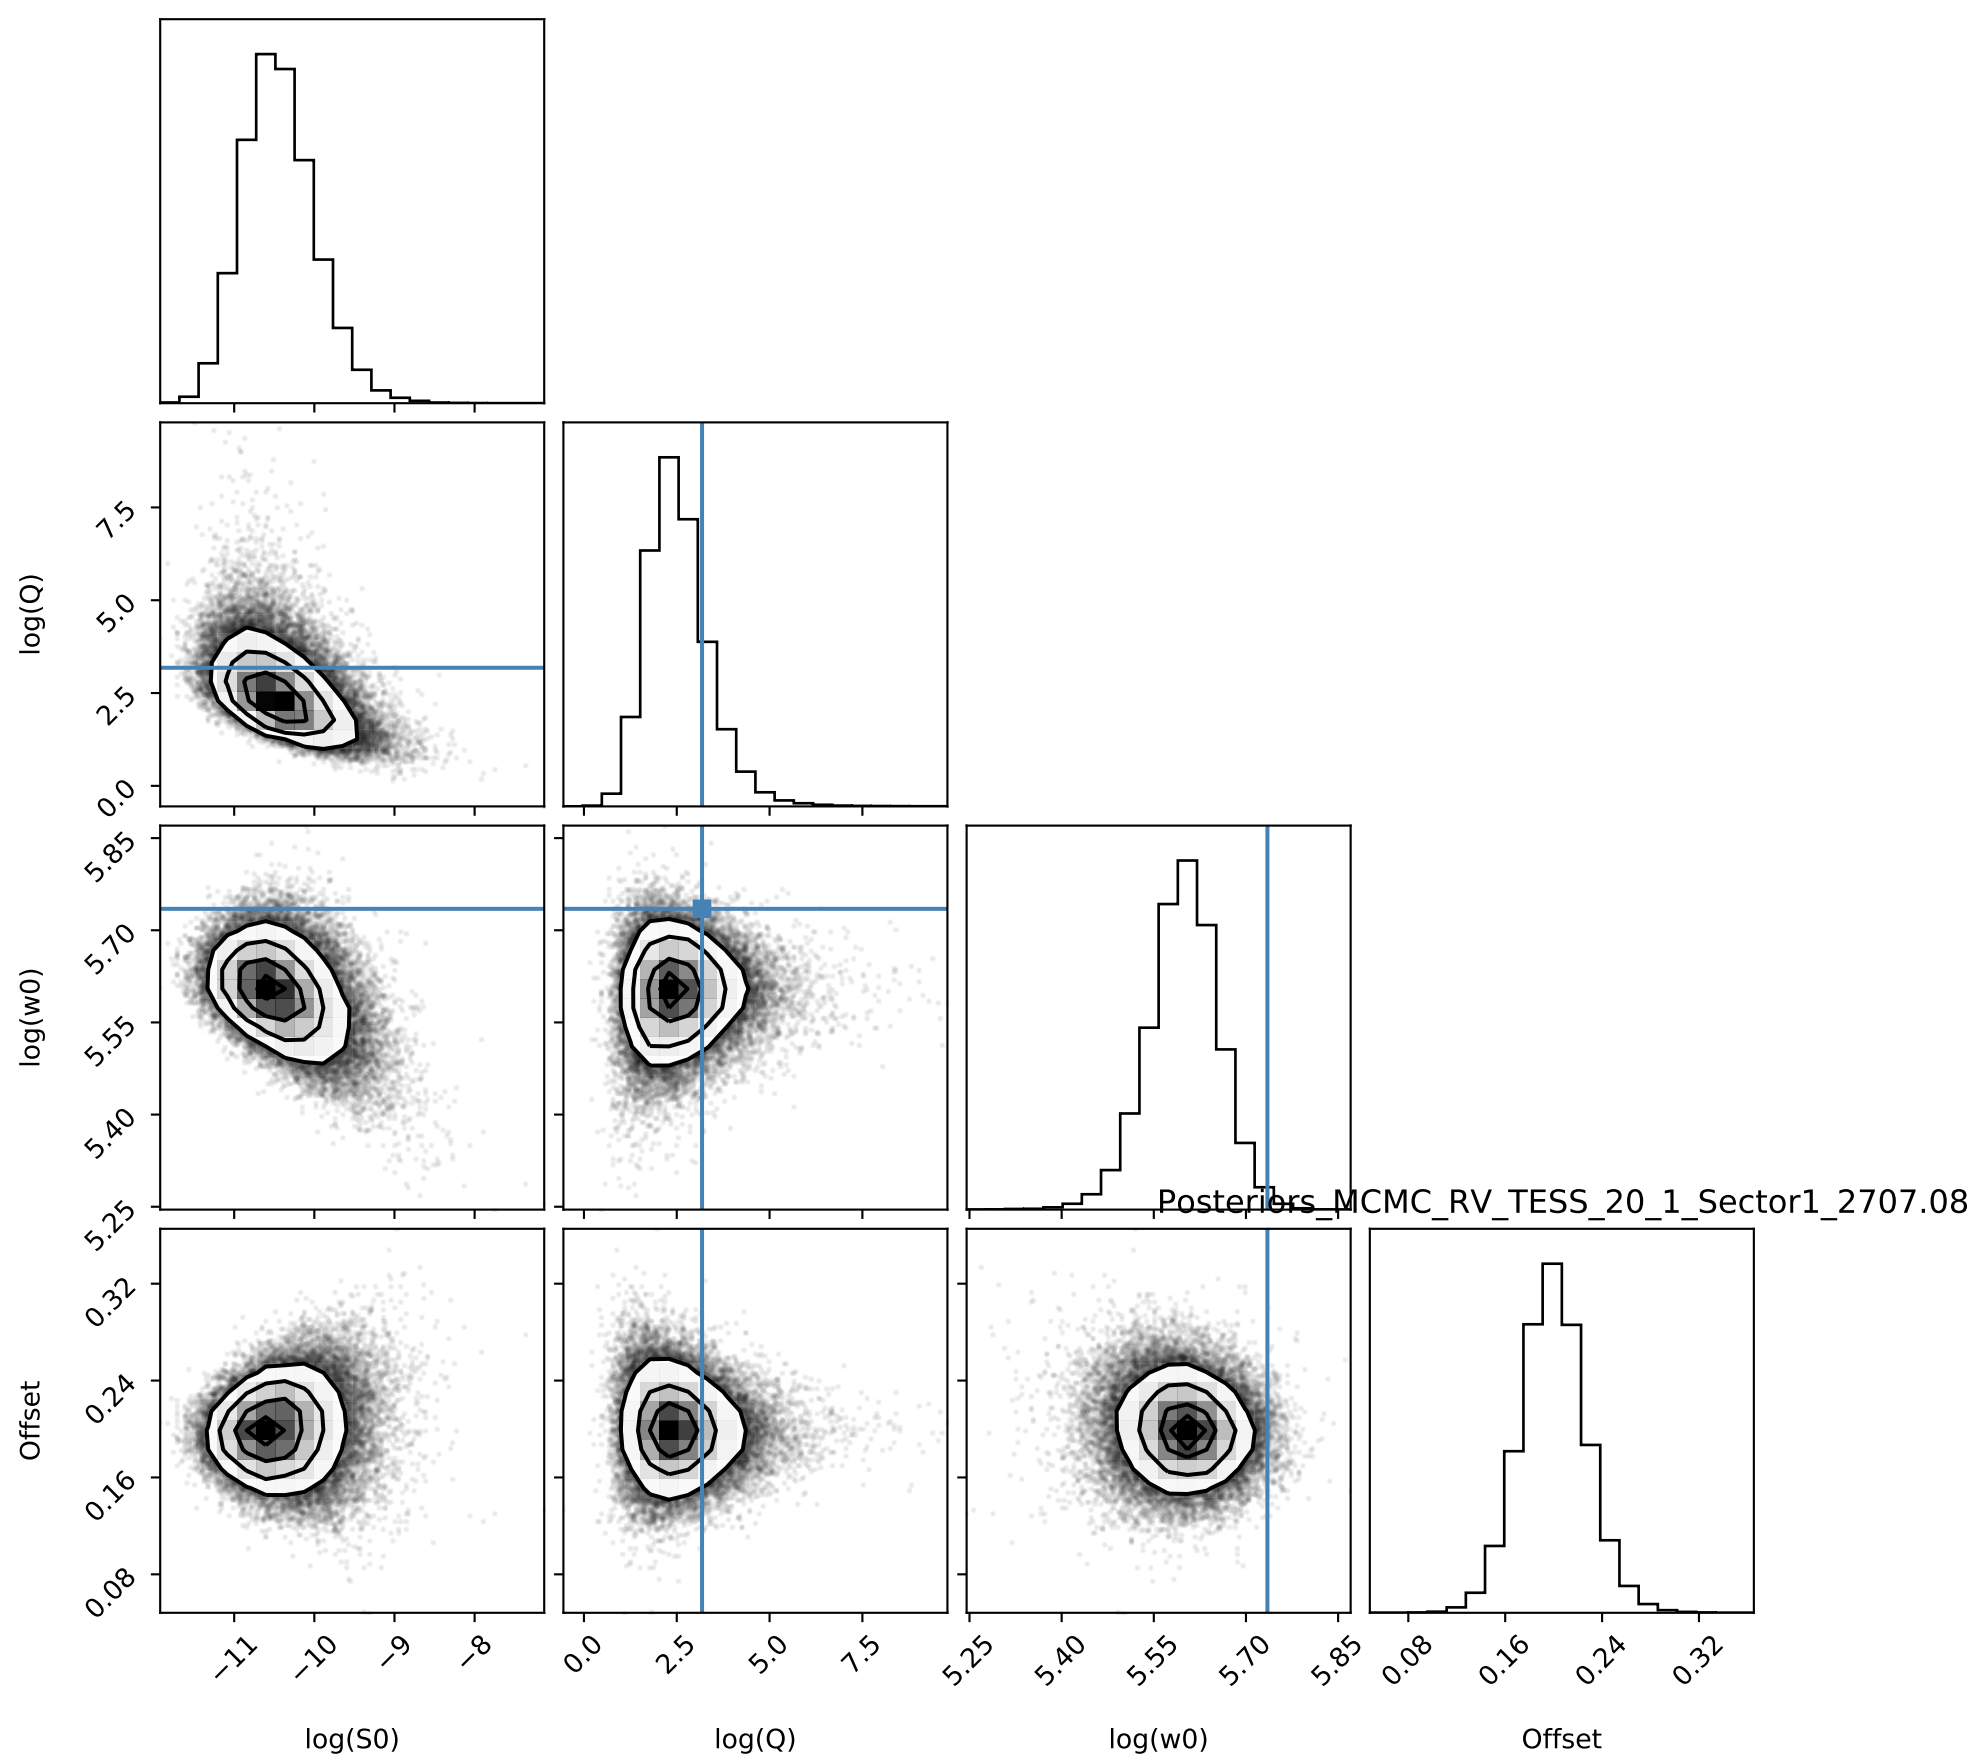 log(Q)
7.5
5.0
2.5
0.0
log(w0)
5.85
5.70
5.55
5.40
5.25
Posteriors_MCMC_RV_TESS_20_1_Sector1_2707.08
Offset
0.32
0.24
0.16
0.08
−11 −10 −9 −8 0.0 2.5 5.0 7.5 5.25 5.40 5.55 5.70 5.85 0.08 0.16 0.24 0.32
log(S0) log(Q) log(w0) Offset